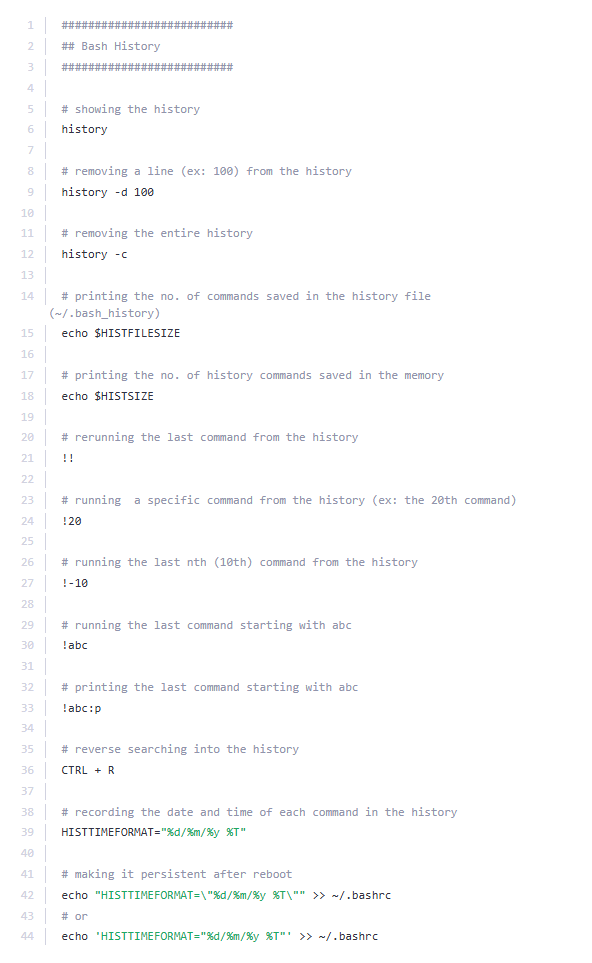 1 ##########################
2 ## Bash History
3 ##########################
4
5 # showing the history
6 history
7
8 # removing a line (ex: 100) from the history
9 history -d 100
10
11 # removing the entire history
12 history -c
13
14 # printing the no. of commands saved in the history file
(~/.bash_history)
15 echo $HISTFILESIZE
16
17 # printing the no. of history commands saved in the memory
18 echo $HISTSIZE
19
20 # rerunning the last command from the history
21 !!
22
23 # running  a specific command from the history (ex: the 20th command)
24 !20
25
26 # running the last nth (10th) command from the history
27 !-10
28
29 # running the last command starting with abc
30 !abc
31
32 # printing the last command starting with abc
33 !abc:p
34
35 # reverse searching into the history
36 CTRL + R
37
38 # recording the date and time of each command in the history
39 HISTTIMEFORMAT="%d/%m/%y %T"
40
41 # making it persistent after reboot
42 echo "HISTTIMEFORMAT=\"%d/%m/%y %T\"" >> ~/.bashrc
43 # or
44 echo 'HISTTIMEFORMAT="%d/%m/%y %T"' >> ~/.bashrc